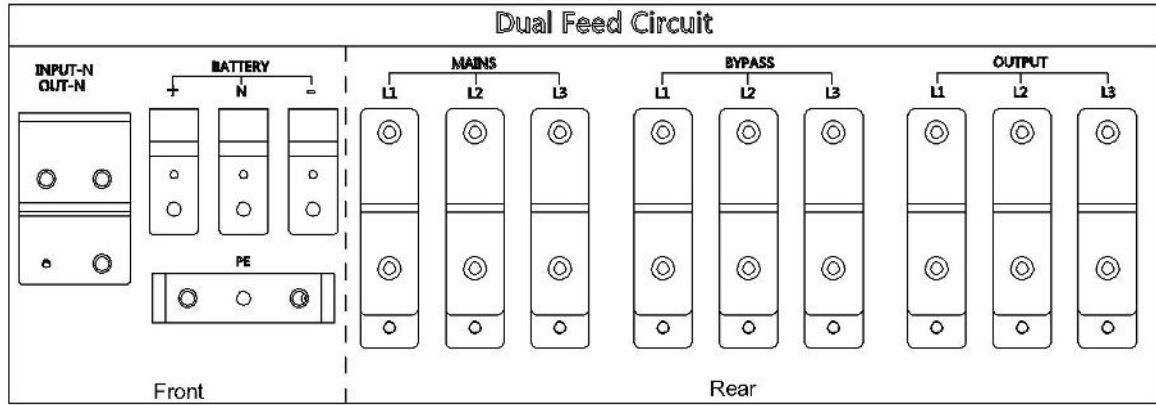 Dual Feed Circuit
INPUT-N
OUT-N
BATTERY
+ N -
PE
MAINS
L1 L2 L3
BYPASS
L1 L2 L3
OUTPUT
L1 L2 L3
Front
Rear